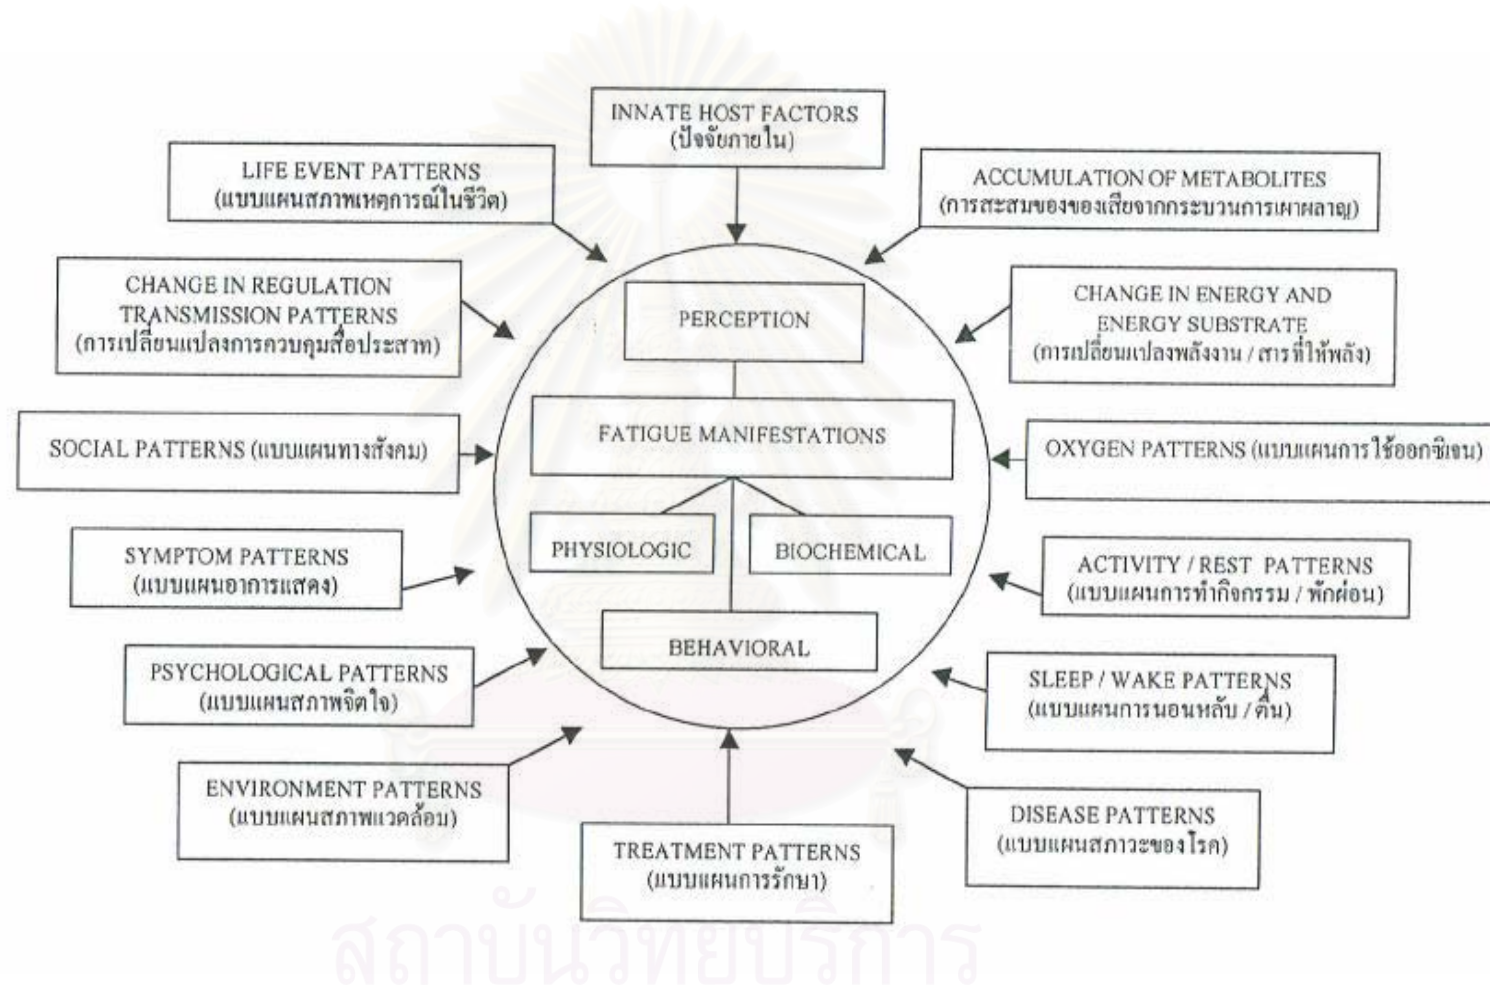 INNATE HOST FACTORS
(ปัจจัยภายใน)
LIFE EVENT PATTERNS
(แบบแผนสภาพเหตุการณ์ในชีวิต)
ACCUMULATION OF METABOLITES
(การสะสมของของเสียจากกระบวนการเผาผลาญ)
CHANGE IN REGULATION
TRANSMISSION PATTERNS
(การเปลี่ยนแปลงการควบคุมสื่อประสาท)
PERCEPTION
CHANGE IN ENERGY AND
ENERGY SUBSTRATE
(การเปลี่ยนแปลงพลังงาน / สารที่ให้พลัง)
SOCIAL PATTERNS (แบบแผนทางสังคม)
FATIGUE MANIFESTATIONS
OXYGEN PATTERNS (แบบแผนการใช้ออกซิเจน)
SYMPTOM PATTERNS
(แบบแผนอาการแสดง)
PHYSIOLOGIC
BIOCHEMICAL
ACTIVITY / REST PATTERNS
(แบบแผนการทำกิจกรรม / พักผ่อน)
PSYCHOLOGICAL PATTERNS
(แบบแผนสภาพจิตใจ)
BEHAVIORAL
SLEEP / WAKE PATTERNS
(แบบแผนการนอนหลับ / ตื่น)
ENVIRONMENT PATTERNS
(แบบแผนสภาพแวดล้อม)
TREATMENT PATTERNS
(แบบแผนการรักษา)
DISEASE PATTERNS
(แบบแผนสภาวะของโรค)
สถาบันวิทยบริการ